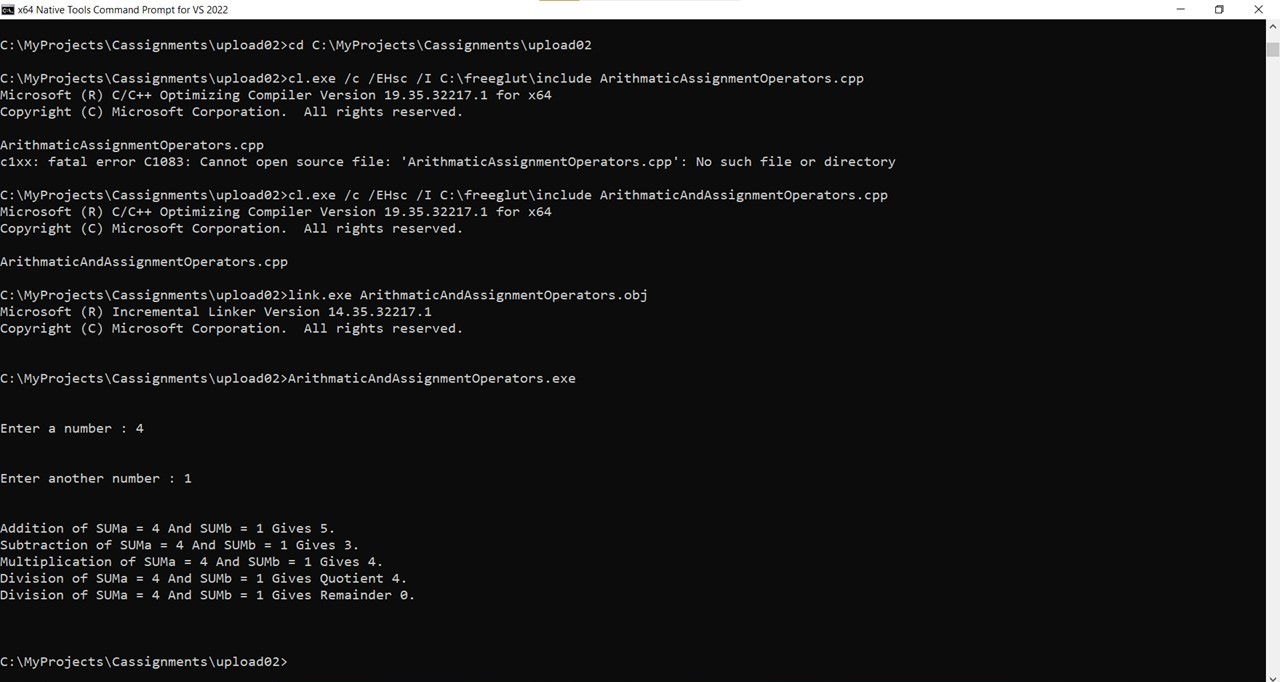 x64 Native Tools Command Prompt for VS 2022
C:\MyProjects\Cassignments\upload02>cd C:\MyProjects\Cassignments\upload02
C:\MyProjects\Cassignments\upload02>cl.exe /c /EHsc /I C:\freeglut\include ArithmaticAssignmentOperators.cpp
Microsoft (R) C/C++ Optimizing Compiler Version 19.35.32217.1 for x64
Copyright (C) Microsoft Corporation.  All rights reserved.
ArithmaticAssignmentOperators.cpp
c1xx: fatal error C1083: Cannot open source file: 'ArithmaticAssignmentOperators.cpp': No such file or directory
C:\MyProjects\Cassignments\upload02>cl.exe /c /EHsc /I C:\freeglut\include ArithmaticAndAssignmentOperators.cpp
Microsoft (R) C/C++ Optimizing Compiler Version 19.35.32217.1 for x64
Copyright (C) Microsoft Corporation.  All rights reserved.
ArithmaticAndAssignmentOperators.cpp
C:\MyProjects\Cassignments\upload02>link.exe ArithmaticAndAssignmentOperators.obj
Microsoft (R) Incremental Linker Version 14.35.32217.1
Copyright (C) Microsoft Corporation.  All rights reserved.
C:\MyProjects\Cassignments\upload02>ArithmaticAndAssignmentOperators.exe
Enter a number : 4
Enter another number : 1
Addition of SUMa = 4 And SUMb = 1 Gives 5.
Subtraction of SUMa = 4 And SUMb = 1 Gives 3.
Multiplication of SUMa = 4 And SUMb = 1 Gives 4.
Division of SUMa = 4 And SUMb = 1 Gives Quotient 4.
Division of SUMa = 4 And SUMb = 1 Gives Remainder 0.
C:\MyProjects\Cassignments\upload02>